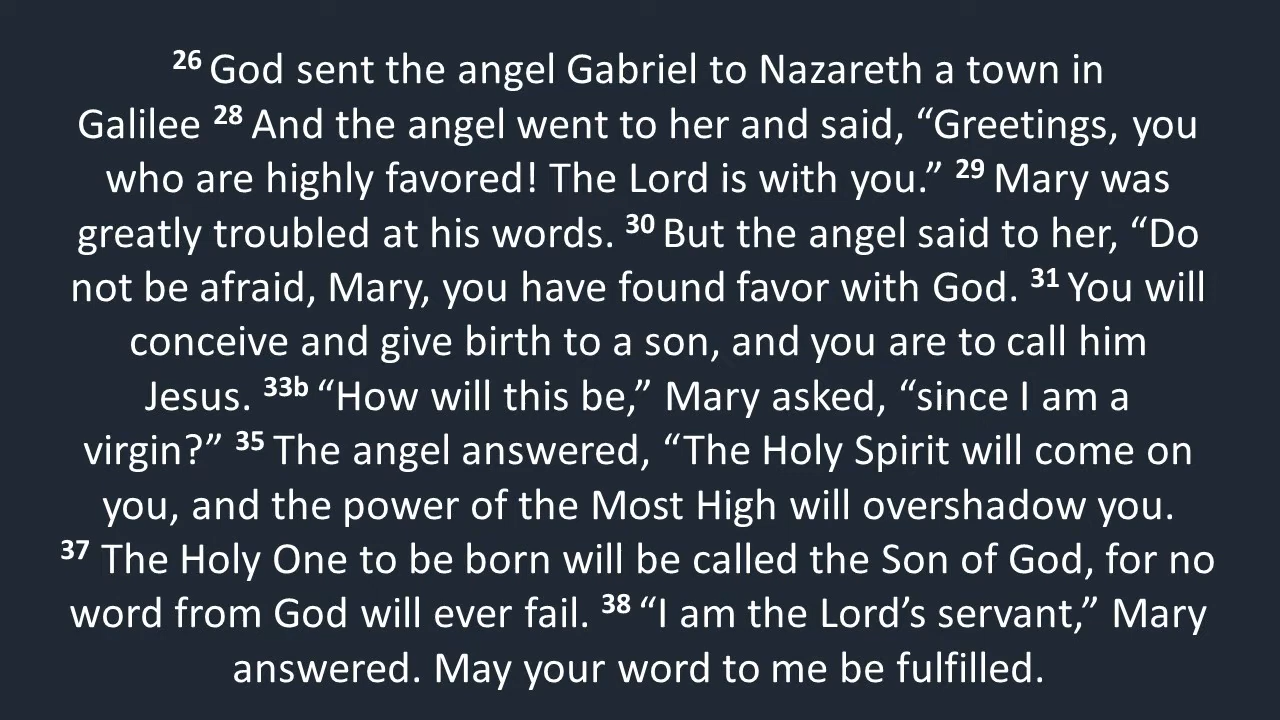 26 God sent the angel Gabriel to Nazareth a town in
Galilee 28 And the angel went to her and said, “Greetings, you
who are highly favored! The Lord is with you.” 29 Mary was
greatly troubled at his words. 30 But the angel said to her, “Do
not be afraid, Mary, you have found favor with God. 31 You will
conceive and give birth to a son, and you are to call him
Jesus. 33b “How will this be,” Mary asked, “since I am a
virgin?” 35 The angel answered, “The Holy Spirit will come on
you, and the power of the Most High will overshadow you.
37 The Holy One to be born will be called the Son of God, for no
word from God will ever fail. 38 “I am the Lord’s servant,” Mary
answered. May your word to me be fulfilled.